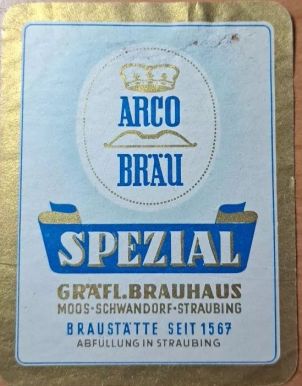 ARCO
BRÄU
SPEZIAL
GRÄFL.BRAUHAUS
MOOS-SCHWANDORF-STRAUBING
BRAUSTÄTTE SEIT 1567
ABFÜLLUNG IN STRAUBING